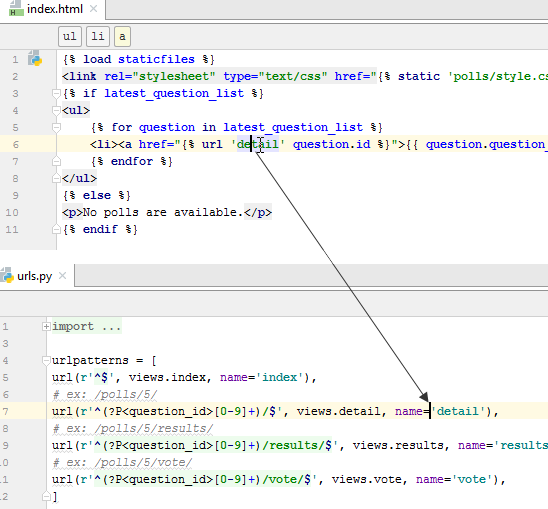 index.html
ul li a
1 {% load staticfiles %}
2 <link rel="stylesheet" type="text/css" href="{% static 'polls/style.cs
3 {% if latest_question_list %}
4 <ul>
5 {% for question in latest_question_list %}
6 <li><a href="{% url 'detail' question.id %}">{{ question.question_
7 {% endfor %}
8 </ul>
9 {% else %}
10 <p>No polls are available.</p>
11 {% endif %}
urls.py
1 import ...
3
4 urlpatterns = [
5 url(r'^$', views.index, name='index'),
6 # ex: /polls/5/
7 url(r'^(?P<question_id>[0-9]+)/$', views.detail, name='detail'),
8 # ex: /polls/5/results/
9 url(r'^(?P<question_id>[0-9]+)/results/$', views.results, name='results
10 # ex: /polls/5/vote/
11 url(r'^(?P<question_id>[0-9]+)/vote/$', views.vote, name='vote'),
12 ]